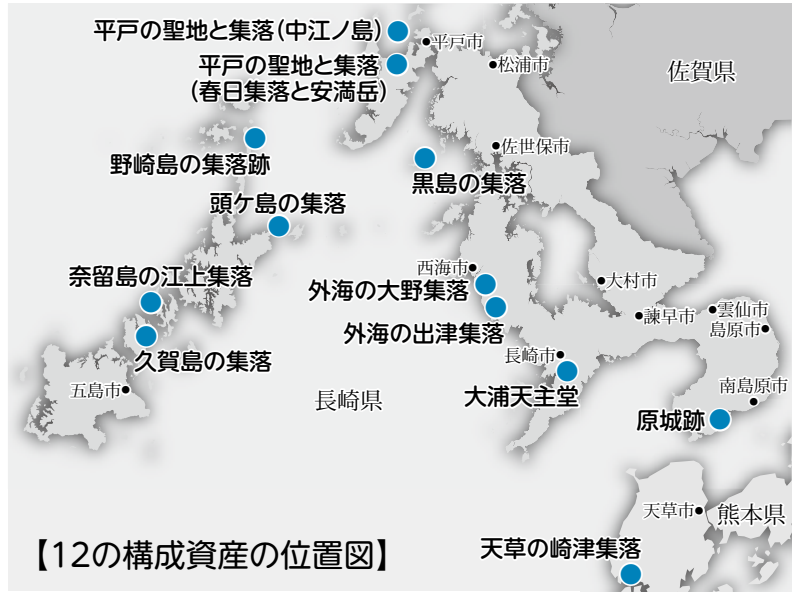 平戸の聖地と集落（中江ノ島）
平戸市
平戸の聖地と集落
（春日集落と安満岳）
松浦市
佐賀県
野崎島の集落跡
佐世保市
黒島の集落
頭ケ島の集落
西海市
奈留島の江上集落
外海の大野集落
大村市
外海の出津集落
諫早市
雲仙市
島原市
久賀島の集落
長崎市
五島市
長崎県
大浦天主堂
南島原市
原城跡
天草市
熊本県
【12の構成資産の位置図】
天草の崎津集落